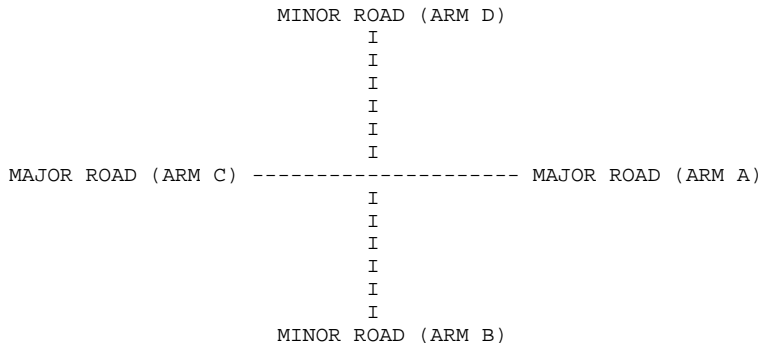 MINOR ROAD (ARM D)
I
I
I
I
I
I
MAJOR ROAD (ARM C) --------------------- MAJOR ROAD (ARM A)
I
I
I
I
I
I
MINOR ROAD (ARM B)